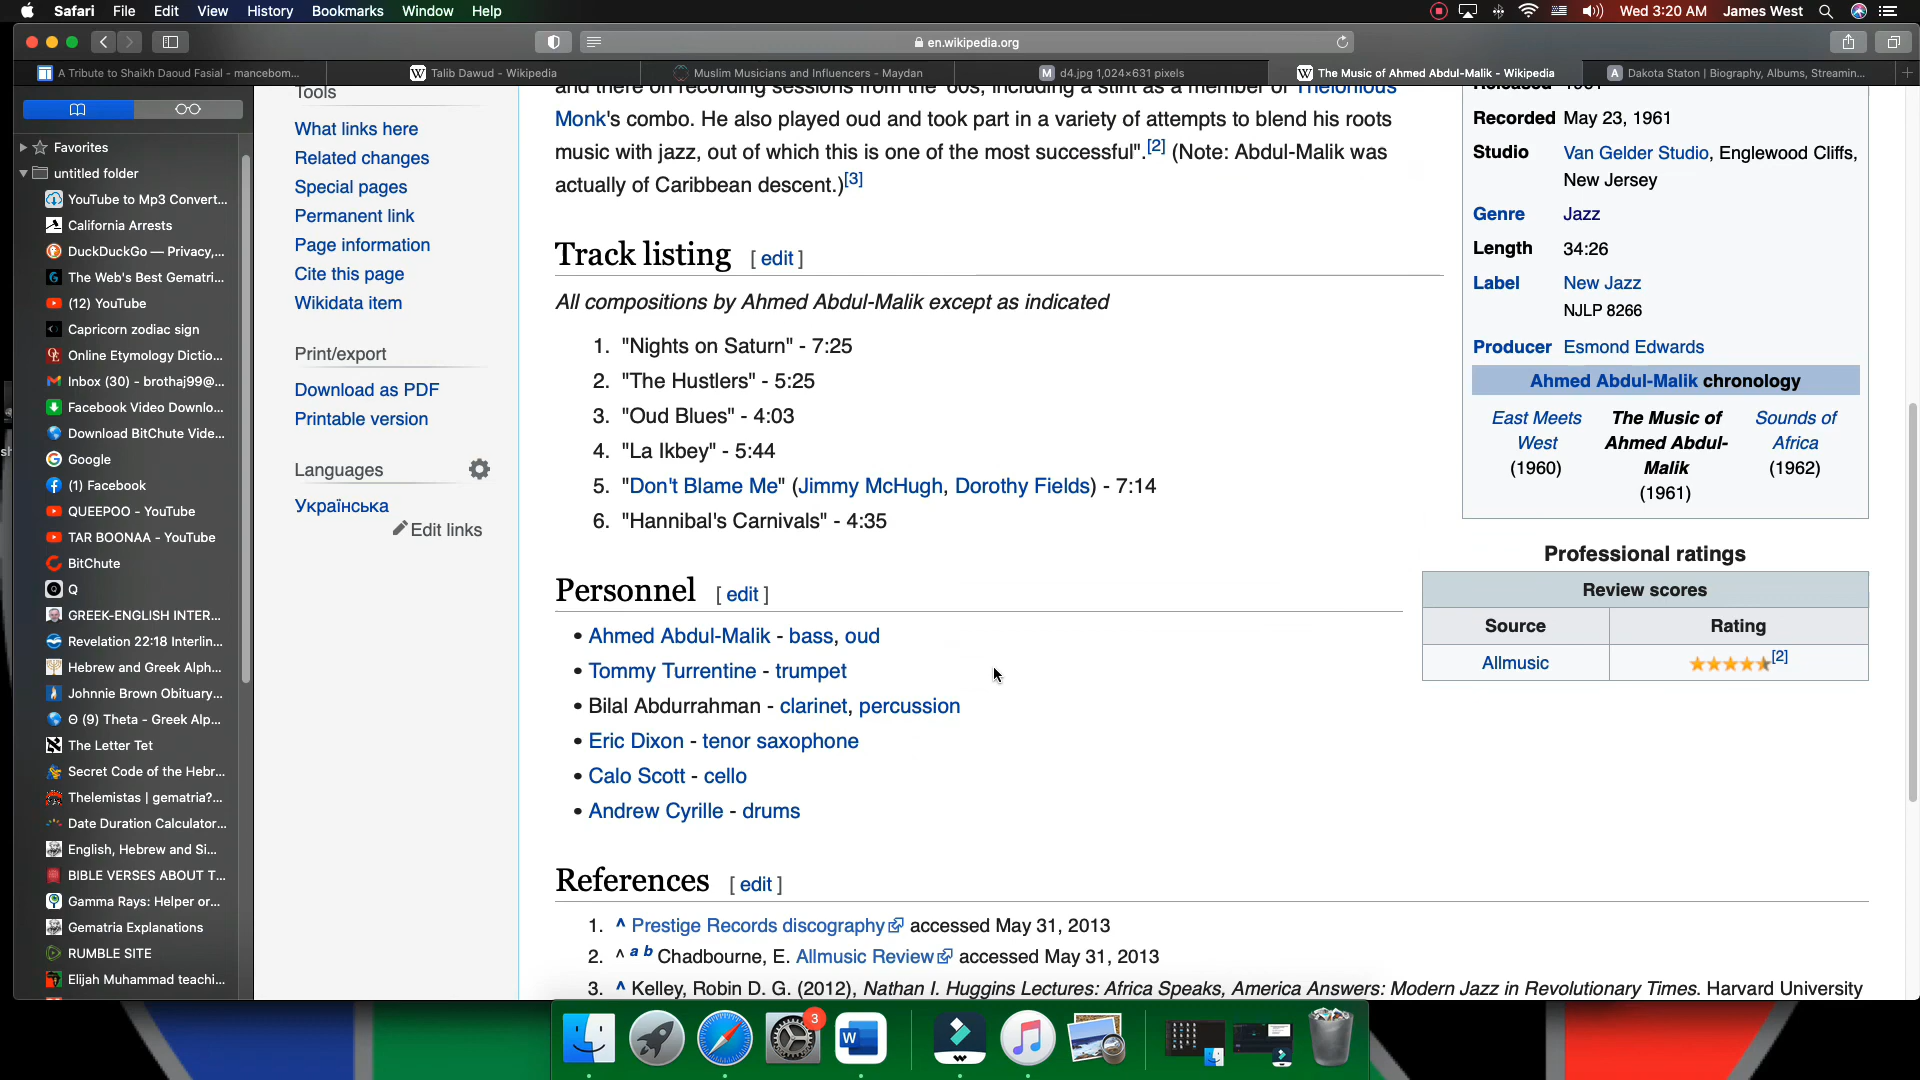 Safari File Edit View History Bookmarks Window Help
Wed 3:20 AM James West
en.wikipedia.org
A Tribute to Shaikh Daoud Fasial - mancebom...
Talib Dawud - Wikipedia
Muslim Musicians and Influencers - Maydan
d4.jpg 1,024×631 pixels
The Music of Ahmed Abdul-Malik - Wikipedia
Dakota Staton | Biography, Albums, Streamin...
Favorites
untitled folder
YouTube to Mp3 Convert...
California Arrests
DuckDuckGo — Privacy,...
The Web's Best Gematri...
(12) YouTube
Capricorn zodiac sign
Online Etymology Dictio...
Inbox (30) - brothaj99@...
Facebook Video Downlo...
Download BitChute Vide...
Google
(1) Facebook
QUEEPOO - YouTube
TAR BOONAA - YouTube
BitChute
Q
GREEK-ENGLISH INTER...
Revelation 22:18 Interlin...
Hebrew and Greek Alph...
Johnnie Brown Obituary...
Θ (9) Theta - Greek Alp...
The Letter Tet
Secret Code of the Hebr...
Thelemistas | gematria?...
Date Duration Calculator...
English, Hebrew and Si...
BIBLE VERSES ABOUT T...
Gamma Rays: Helper or...
Gematria Explanations
RUMBLE SITE
Elijah Muhammad teachi...
Tools
What links here
Related changes
Special pages
Permanent link
Page information
Cite this page
Wikidata item
Print/export
Download as PDF
Printable version
Languages
Українська
Edit links
and there on recording sessions from the '60s, including a stint as a member of Thelonious
Monk's combo. He also played oud and took part in a variety of attempts to blend his roots
music with jazz, out of which this is one of the most successful".[2] (Note: Abdul-Malik was
actually of Caribbean descent.)[3]
Track listing [ edit ]
All compositions by Ahmed Abdul-Malik except as indicated
1. "Nights on Saturn" - 7:25
2. "The Hustlers" - 5:25
3. "Oud Blues" - 4:03
4. "La Ikbey" - 5:44
5. "Don't Blame Me" (Jimmy McHugh, Dorothy Fields) - 7:14
6. "Hannibal's Carnivals" - 4:35
Personnel [ edit ]
• Ahmed Abdul-Malik - bass, oud
• Tommy Turrentine - trumpet
• Bilal Abdurrahman - clarinet, percussion
• Eric Dixon - tenor saxophone
• Calo Scott - cello
• Andrew Cyrille - drums
References [ edit ]
1. ^ Prestige Records discography accessed May 31, 2013
2. ^ a b Chadbourne, E. Allmusic Review accessed May 31, 2013
3. ^ Kelley, Robin D. G. (2012), Nathan I. Huggins Lectures: Africa Speaks, America Answers: Modern Jazz in Revolutionary Times. Harvard University
Released 1961
Recorded May 23, 1961
Studio Van Gelder Studio, Englewood Cliffs,
New Jersey
Genre Jazz
Length 34:26
Label New Jazz
NJLP 8266
Producer Esmond Edwards
Ahmed Abdul-Malik chronology
East Meets West (1960)
The Music of Ahmed Abdul-Malik (1961)
Sounds of Africa (1962)
Professional ratings
Review scores
Source Rating
Allmusic [2]
3
W